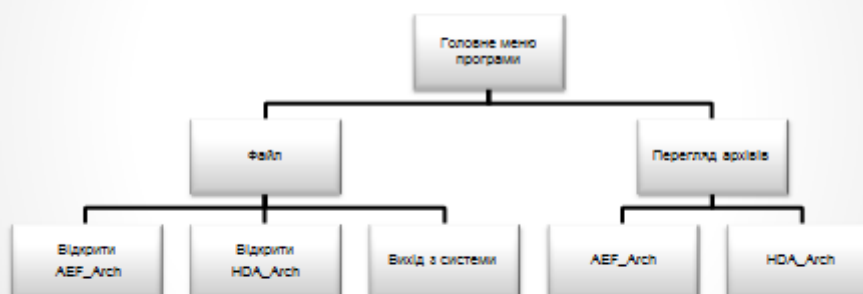 Головне меню
програми
Файл
Перегляд архівів
Відкрити
AEF_Arch
Відкрити
HDA_Arch
Вихід з системи
AEF_Arch
HDA_Arch